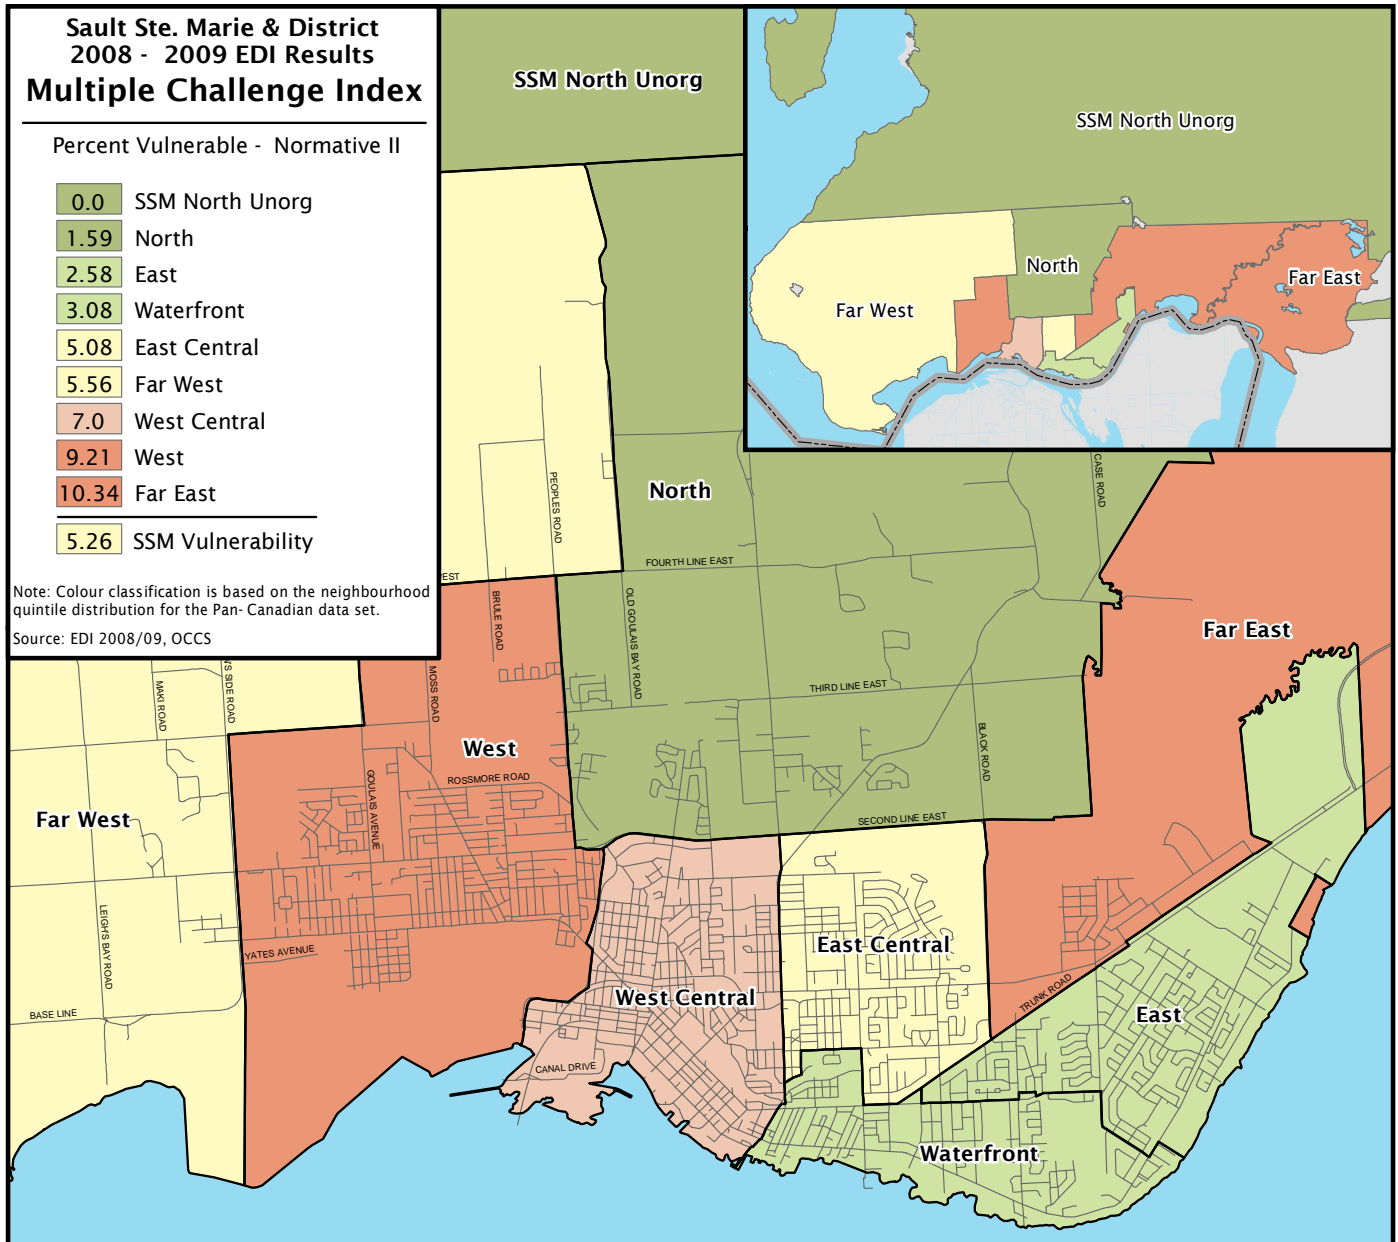 Sault Ste. Marie & District
2008 - 2009 EDI Results
Multiple Challenge Index
Percent Vulnerable - Normative II
0.0 SSM North Unorg
1.59 North
2.58 East
3.08 Waterfront
5.08 East Central
5.56 Far West
7.0 West Central
9.21 West
10.34 Far East
5.26 SSM Vulnerability
Note: Colour classification is based on the neighbourhood
quintile distribution for the Pan- Canadian data set.
Source: EDI 2008/09, OCCS
SSM North Unorg
SSM North Unorg
North
Far West
Far East
PEOPLES ROAD
North
CASE ROAD
FOURTH LINE EAST
EST
BRULE ROAD
OLD GOULAIS BAY ROAD
Far East
THIRD LINE EAST
MAKI ROAD
SIDE ROAD
MOSS ROAD
West
BLACK ROAD
ROSSMORE ROAD
GOULAIS AVENUE
Far West
SECOND LINE EAST
LEIGH'S BAY ROAD
YATES AVENUE
East Central
West Central
TRUNK ROAD
BASE LINE
East
CANAL DRIVE
Waterfront